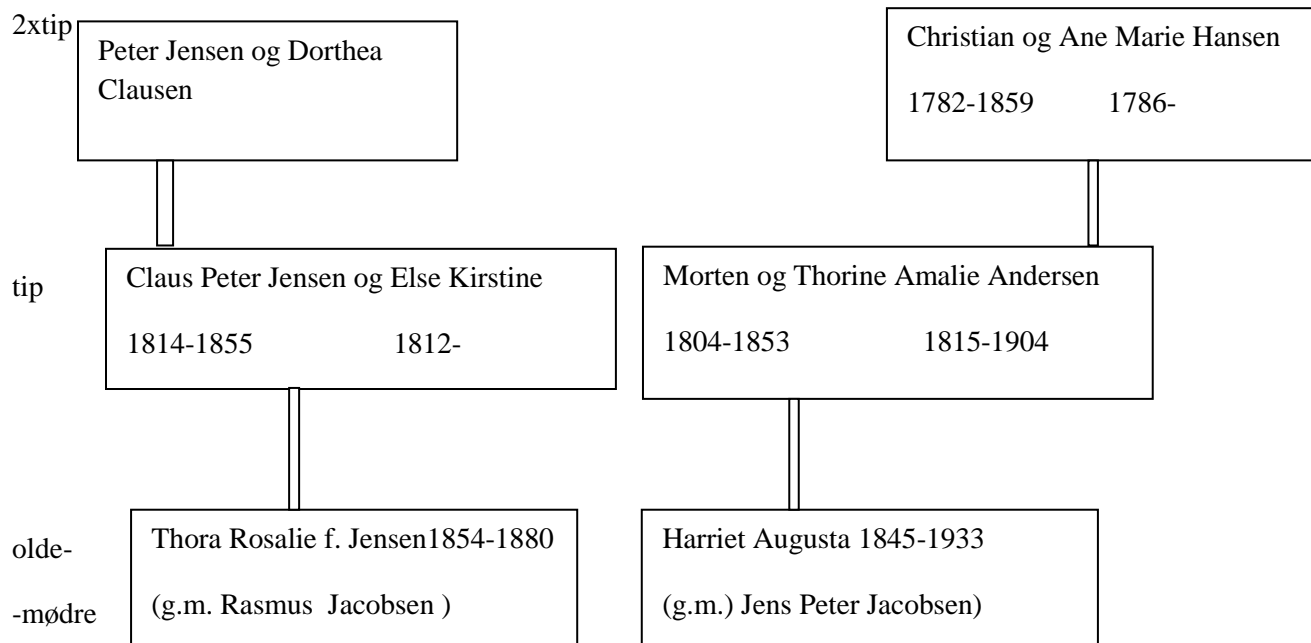 2xtip
Peter Jensen og Dorthea
Clausen
Christian og Ane Marie Hansen
1782-1859 1786-
tip
Claus Peter Jensen og Else Kirstine
1814-1855 1812-
Morten og Thorine Amalie Andersen
1804-1853 1815-1904
olde-
-mødre
Thora Rosalie f. Jensen1854-1880
(g.m. Rasmus Jacobsen )
Harriet Augusta 1845-1933
(g.m.) Jens Peter Jacobsen)